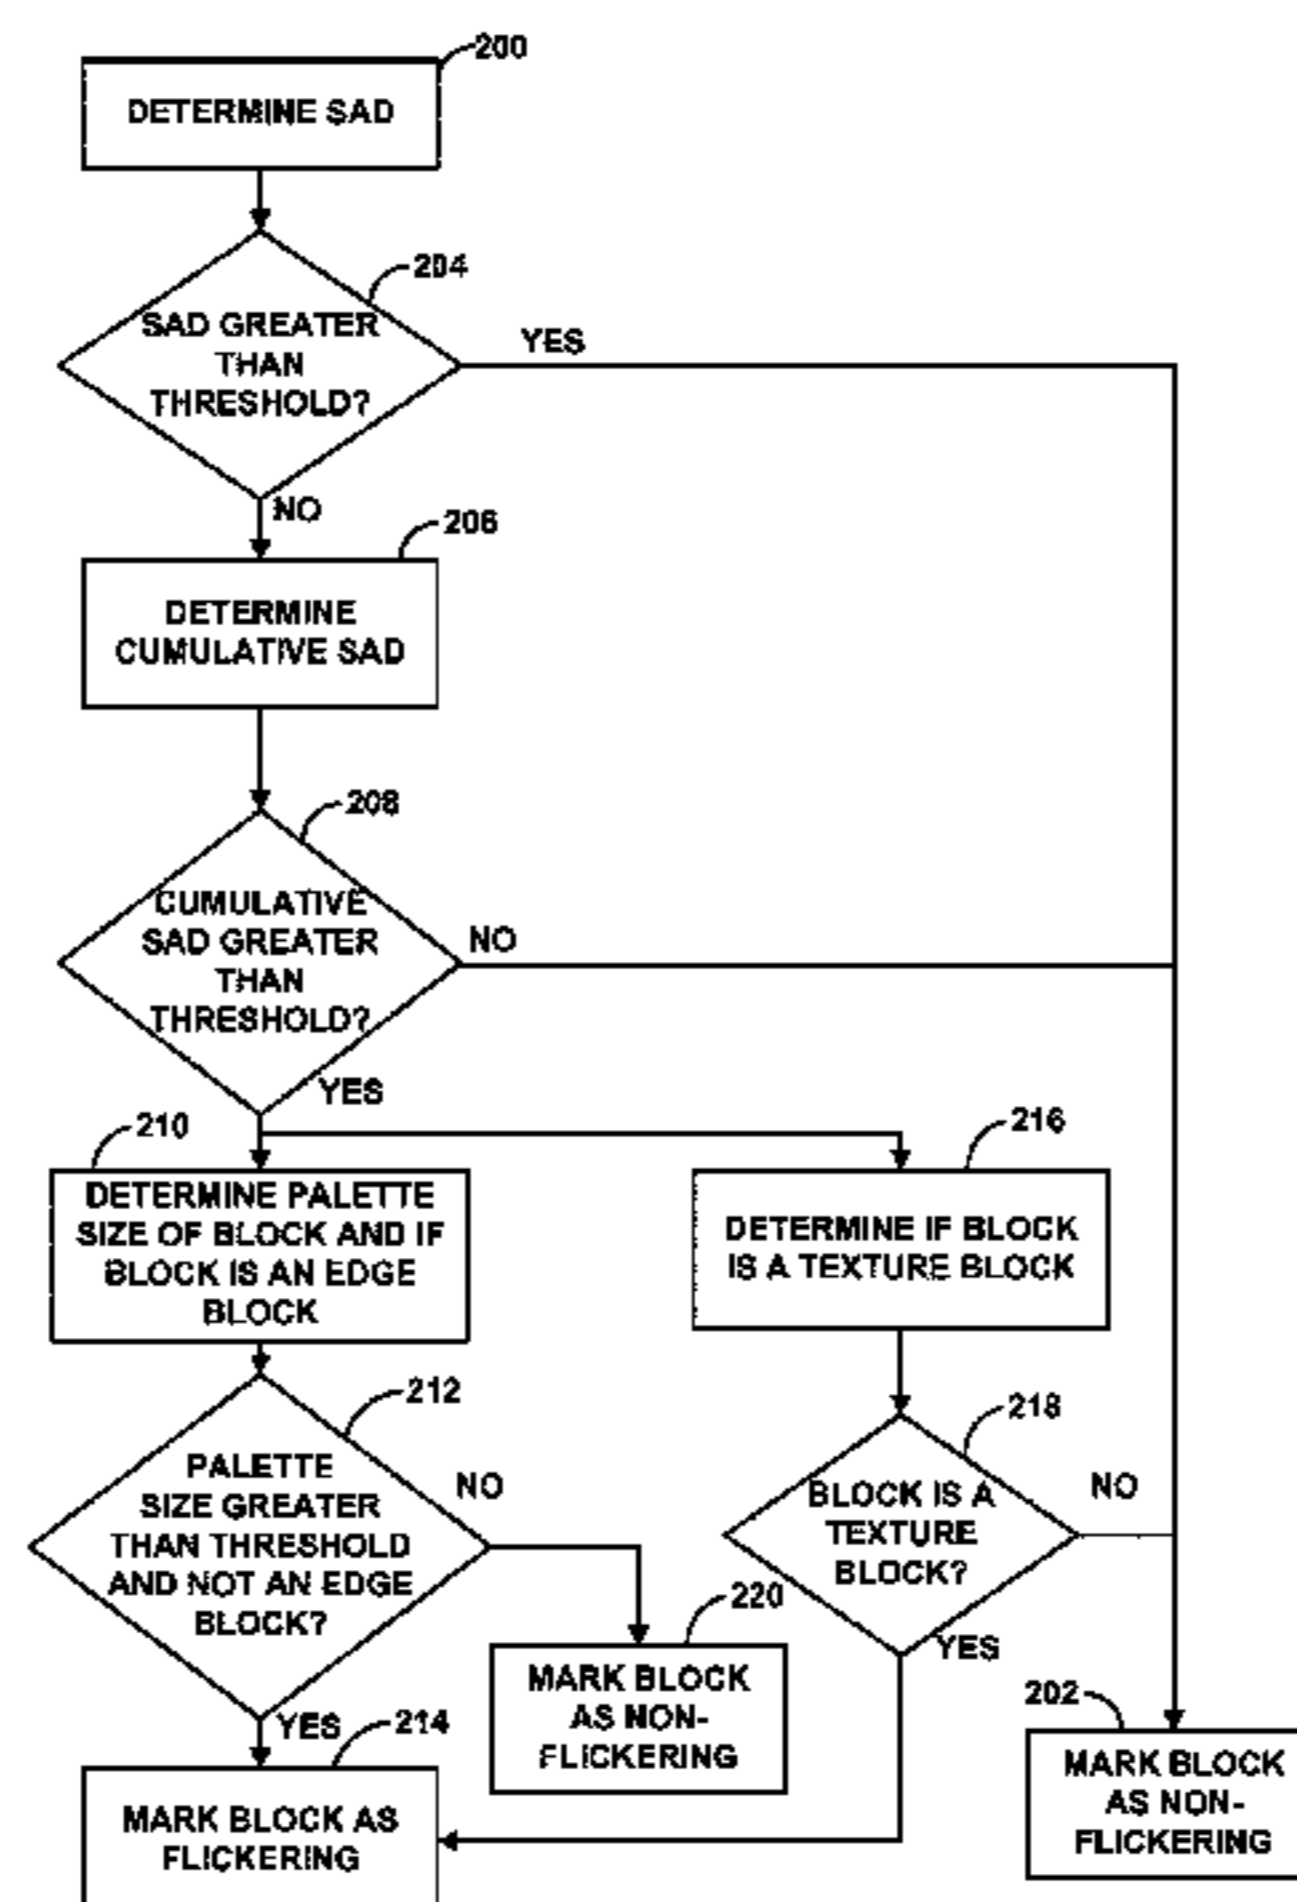 200
DETERMINE SAD
204
SAD GREATER
THAN
THRESHOLD?
YES
NO
206
DETERMINE
CUMULATIVE SAD
208
CUMULATIVE
SAD GREATER
THAN
THRESHOLD?
NO
YES
210
DETERMINE PALETTE
SIZE OF BLOCK AND IF
BLOCK IS AN EDGE
BLOCK
216
DETERMINE IF BLOCK
IS A TEXTURE BLOCK
212
PALETTE
SIZE GREATER
THAN THRESHOLD
AND NOT AN EDGE
BLOCK?
NO
YES
218
BLOCK IS A
TEXTURE
BLOCK?
NO
YES
220
MARK BLOCK
AS NON-
FLICKERING
202
MARK BLOCK
AS NON-
FLICKERING
214
MARK BLOCK AS
FLICKERING